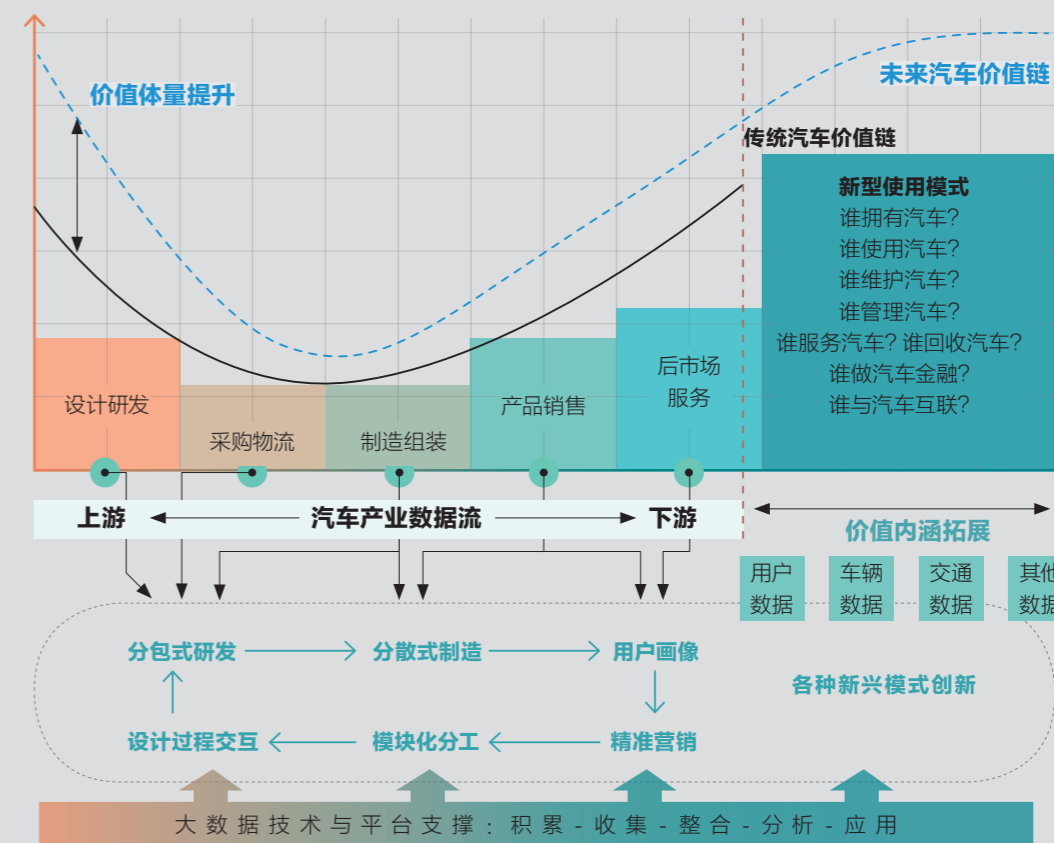 价值体量提升
未来汽车价值链
传统汽车价值链
新型使用模式
谁拥有汽车?
谁使用汽车?
谁维护汽车?
谁管理汽车?
谁服务汽车? 谁回收汽车?
谁做汽车金融?
谁与汽车互联?
设计研发
采购物流
制造组装
产品销售
后市场
服务
上游
汽车产业数据流
下游
价值内涵拓展
用户
数据
车辆
数据
交通
数据
其他
数据
分包式研发
分散式制造
用户画像
各种新兴模式创新
设计过程交互
模块化分工
精准营销
大数据技术与平台支撑: 积累-收集-整合-分析-应用